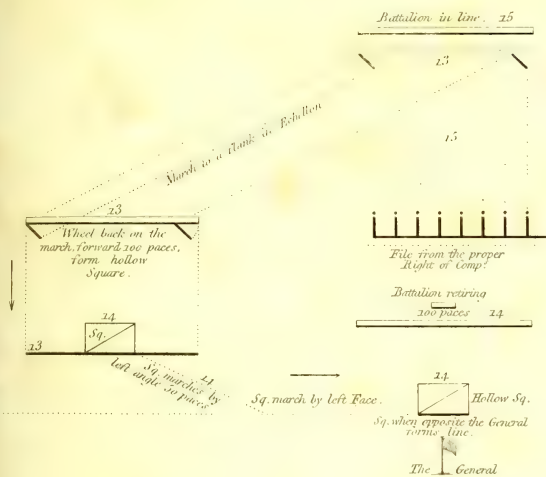 Battalion in line. 15
13
March to a flank in Echellon
15
13
Wheel back on the
march, forward 100 paces,
form hollow
Square.
File from the proper
Right of Comp.s
Battalion retiring
100 paces 14
14
Sq.
13
Sq. marches by
left angle 50 paces
14
Sq. march by left Face.
14
Hollow Sq.
Sq. when opposite the General
forms line.
The General